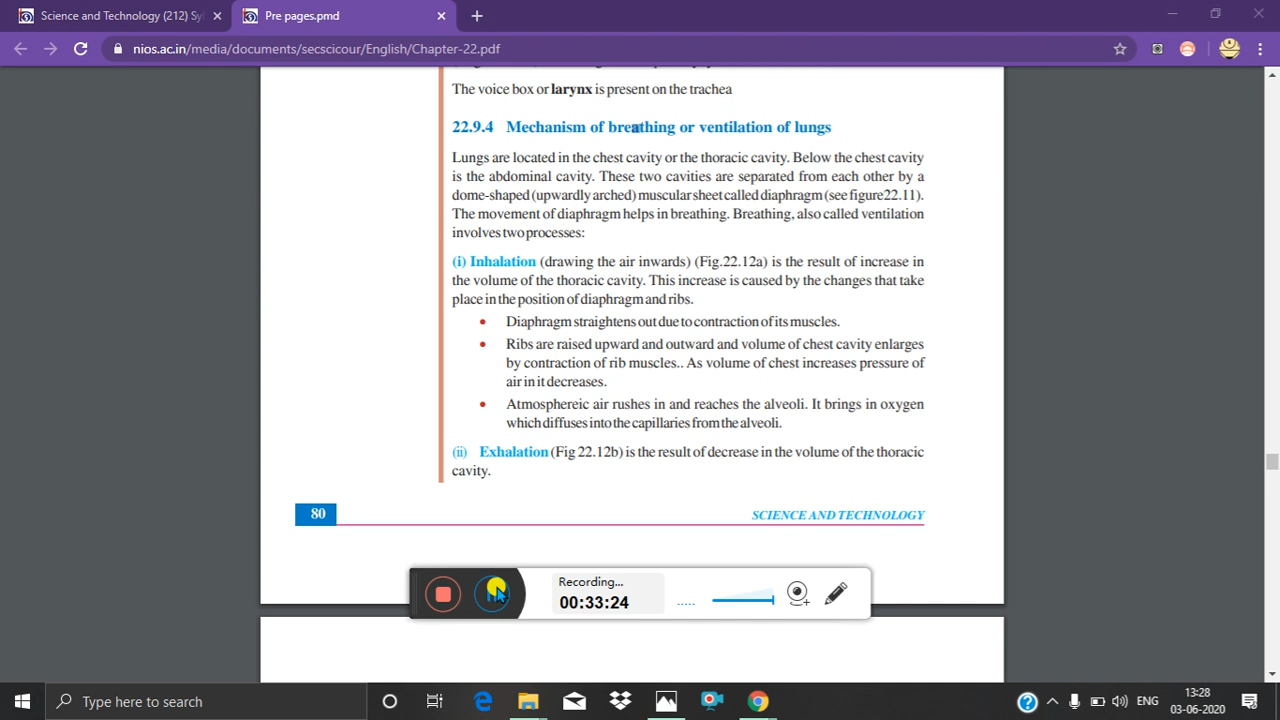 Science and Technology (212) Syl
Pre pages.pmd
nios.ac.in/media/documents/secscicour/English/Chapter-22.pdf
The voice box or larynx is present on the trachea
22.9.4 Mechanism of breathing or ventilation of lungs
Lungs are located in the chest cavity or the thoracic cavity. Below the chest cavity
is the abdominal cavity. These two cavities are separated from each other by a
dome-shaped (upwardly arched) muscular sheet called diaphragm (see figure22.11).
The movement of diaphragm helps in breathing. Breathing, also called ventilation
involves two processes:
(i) Inhalation (drawing the air inwards) (Fig.22.12a) is the result of increase in
the volume of the thoracic cavity. This increase is caused by the changes that take
place in the position of diaphragm and ribs.
• Diaphragm straightens out due to contraction of its muscles.
• Ribs are raised upward and outward and volume of chest cavity enlarges
by contraction of rib muscles.. As volume of chest increases pressure of
air in it decreases.
• Atmosphereic air rushes in and reaches the alveoli. It brings in oxygen
which diffuses into the capillaries from the alveoli.
(ii) Exhalation (Fig 22.12b) is the result of decrease in the volume of the thoracic
cavity.
80
SCIENCE AND TECHNOLOGY
Recording...
00:33:24
Type here to search
ENG
13:28
03-06-2020